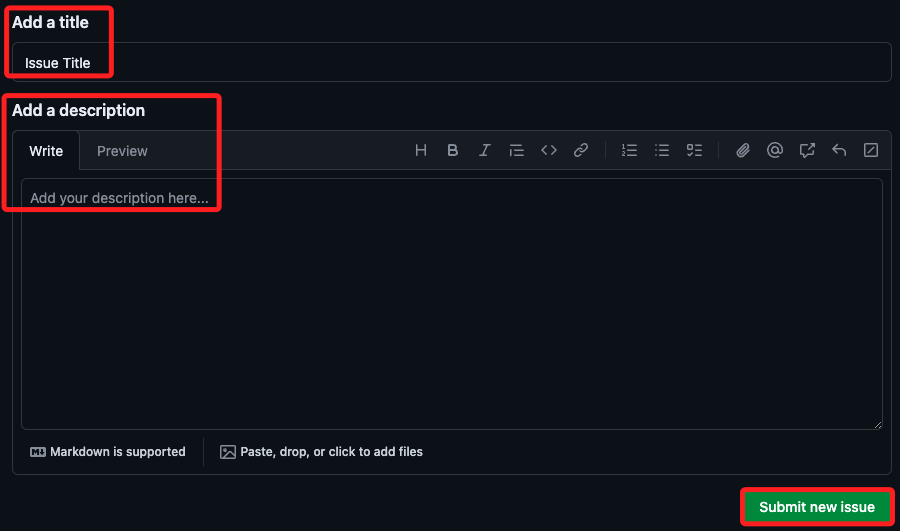 Add a title
Issue Title
Add a description
Write Preview
Add your description here...
Markdown is supported
Paste, drop, or click to add files
Submit new issue